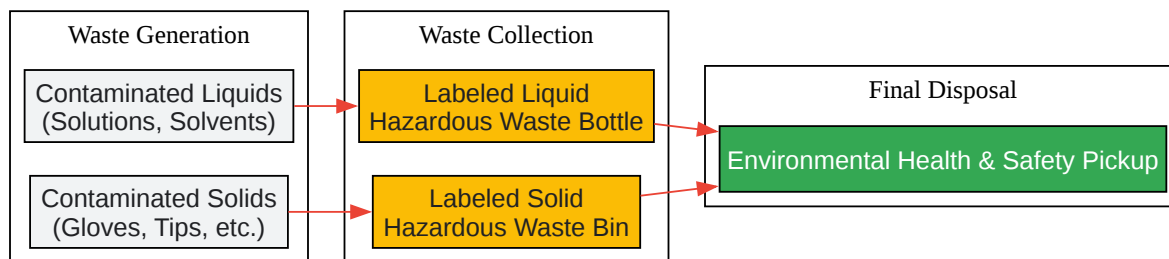 Waste Generation
Contaminated Liquids
(Solutions, Solvents)
Contaminated Solids
(Gloves, Tips, etc.)
Waste Collection
Labeled Liquid
Hazardous Waste Bottle
Labeled Solid
Hazardous Waste Bin
Final Disposal
Environmental Health & Safety Pickup